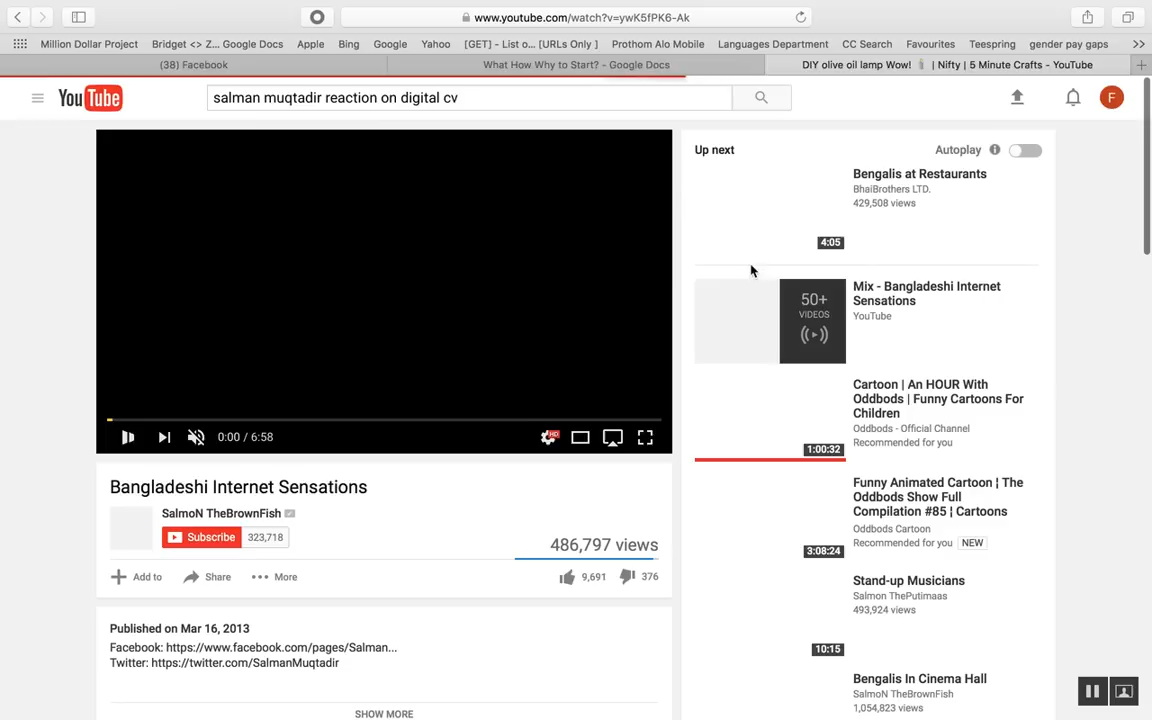 www.youtube.com/watch?v=ywK5fPK6-Ak
Million Dollar Project Bridget <> Z... Google Docs Apple Bing Google Yahoo [GET] - List o... [URLs Only ] Prothom Alo Mobile Languages Department CC Search Favourites Teespring gender pay gaps >>
(38) Facebook What How Why to Start? - Google Docs DIY olive oil lamp Wow! | Nifty | 5 Minute Crafts - YouTube
YouTube salman muqtadir reaction on digital cv F
Up next Autoplay
Bengalis at Restaurants
BhaiBrothers LTD.
429,508 views
4:05
Mix - Bangladeshi Internet
Sensations
YouTube
50+
VIDEOS
Cartoon | An HOUR With
Oddbods | Funny Cartoons For
Children
Oddbods - Official Channel
Recommended for you
1:00:32
0:00 / 6:58 HD
Bangladeshi Internet Sensations
SalmoN TheBrownFish
Subscribe 323,718
486,797 views
Add to Share More 9,691 376
Published on Mar 16, 2013
Facebook: https://www.facebook.com/pages/Salman...
Twitter: https://twitter.com/SalmanMuqtadir
SHOW MORE
Funny Animated Cartoon ¦ The
Oddbods Show Full
Compilation #85 ¦ Cartoons
Oddbods Cartoon
Recommended for you NEW
3:08:24
Stand-up Musicians
Salmon ThePutimaas
493,924 views
10:15
Bengalis In Cinema Hall
SalmoN TheBrownFish
1,054,823 views